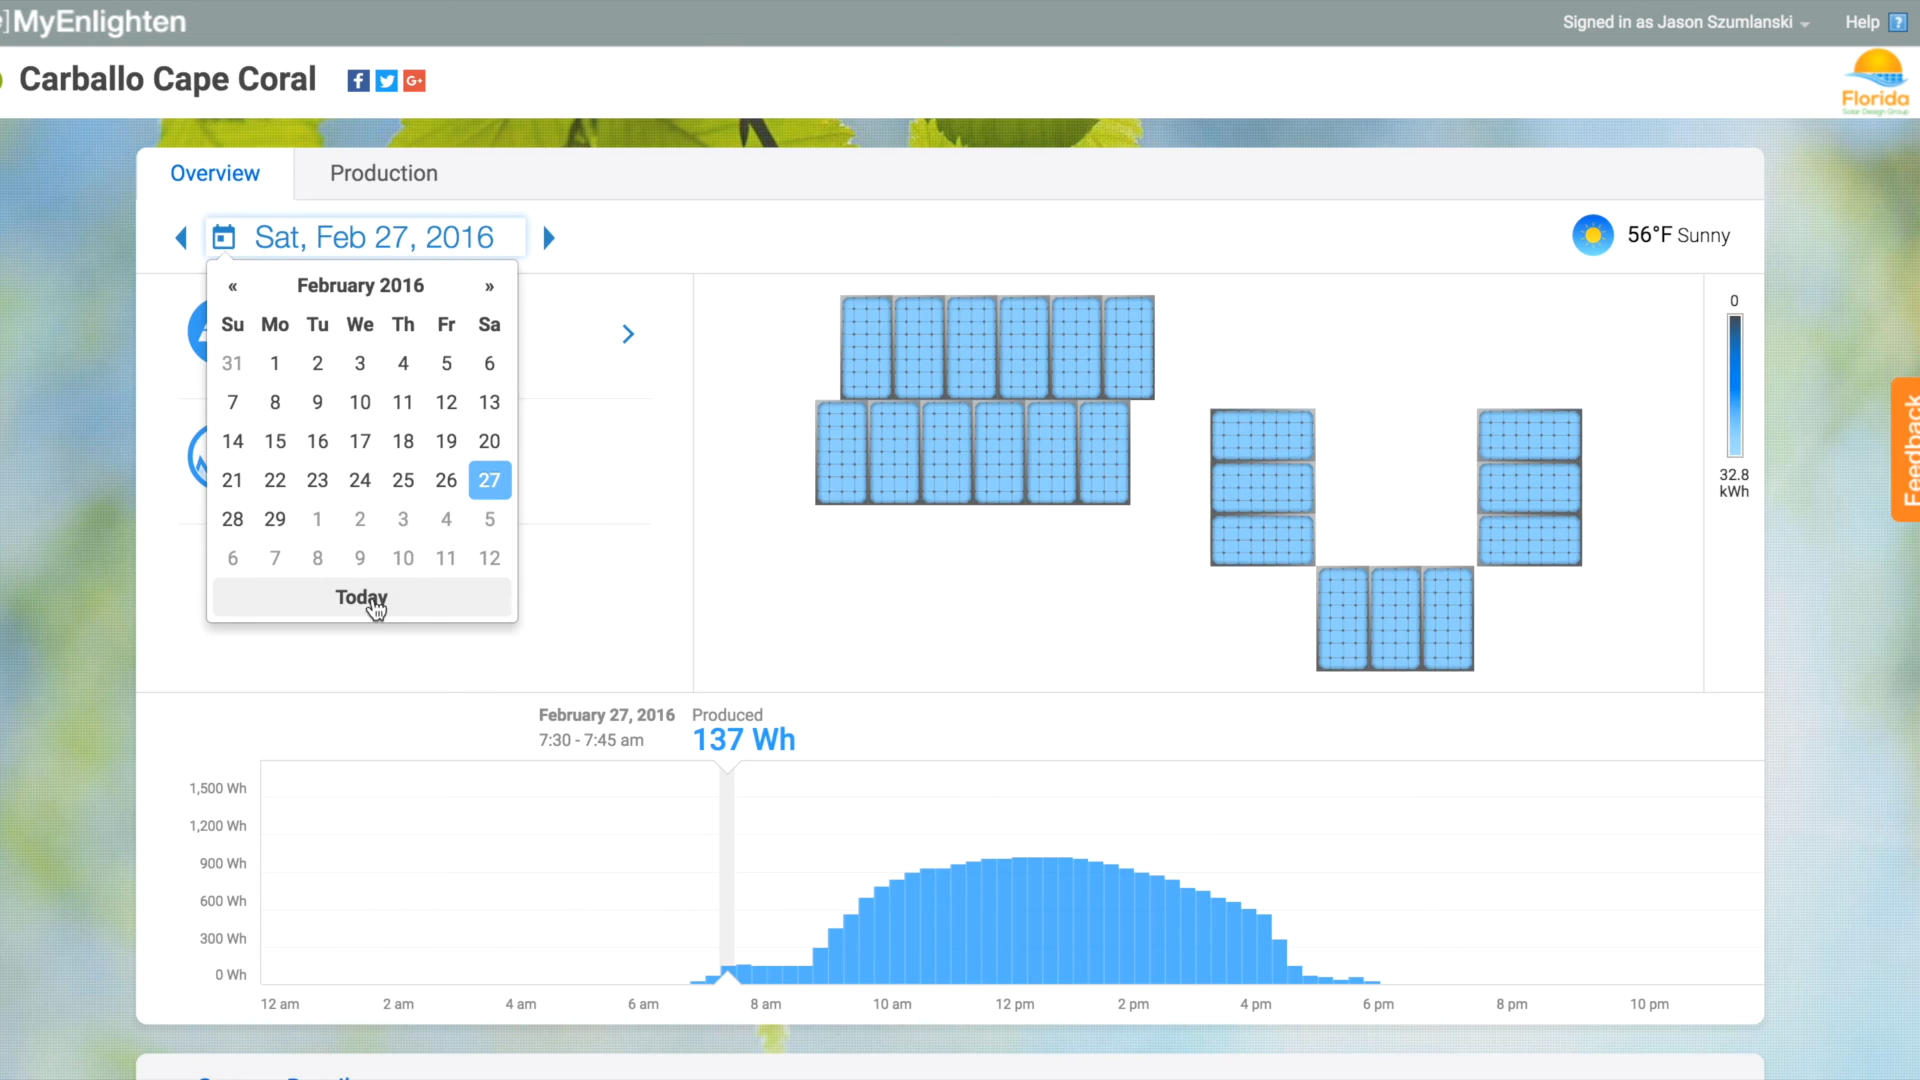 MyEnlighten
Signed in as Jason Szumlanski
Help ?
Carballo Cape Coral
f
G+
Florida
Solar Design Group
Overview
Production
Sat, Feb 27, 2016
56°F Sunny
« February 2016 »
Su Mo Tu We Th Fr Sa
31 1 2 3 4 5 6
7 8 9 10 11 12 13
14 15 16 17 18 19 20
21 22 23 24 25 26 27
28 29 1 2 3 4 5
6 7 8 9 10 11 12
Today
0
32.8
kWh
Feedback
February 27, 2016
7:30 - 7:45 am
Produced
137 Wh
1,500 Wh
1,200 Wh
900 Wh
600 Wh
300 Wh
0 Wh
12 am 2 am 4 am 6 am 8 am 10 am 12 pm 2 pm 4 pm 6 pm 8 pm 10 pm